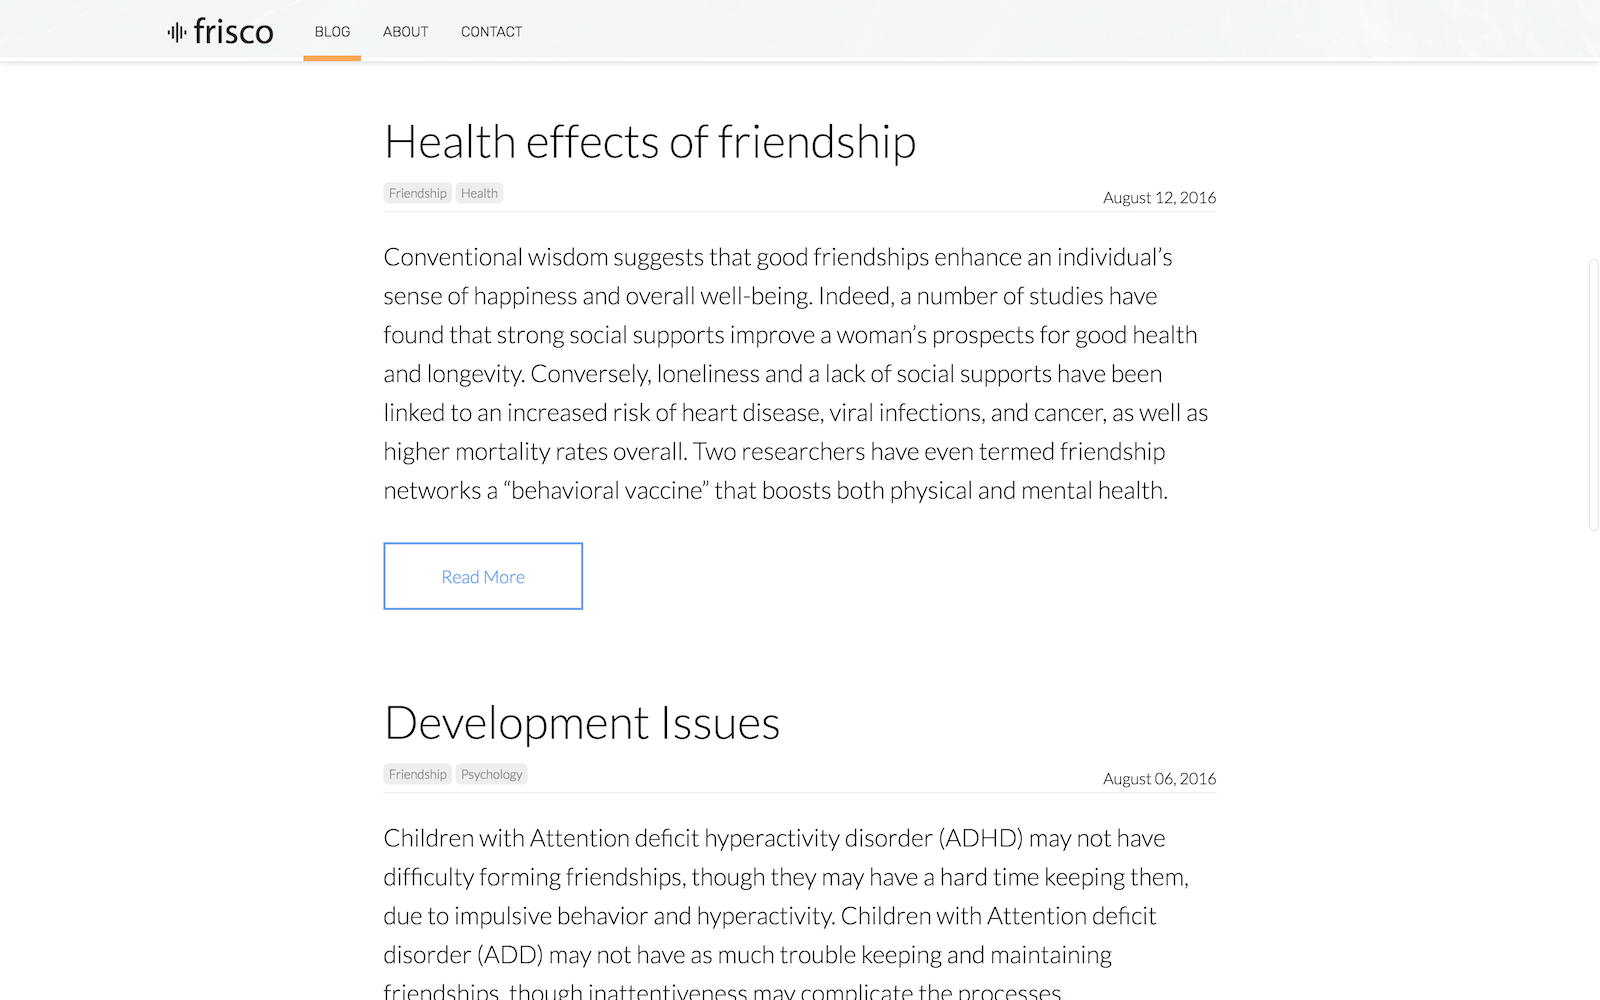 frisco BLOG ABOUT CONTACT
Health effects of friendship
Friendship Health August 12, 2016
Conventional wisdom suggests that good friendships enhance an individual’s
sense of happiness and overall well-being. Indeed, a number of studies have
found that strong social supports improve a woman’s prospects for good health
and longevity. Conversely, loneliness and a lack of social supports have been
linked to an increased risk of heart disease, viral infections, and cancer, as well as
higher mortality rates overall. Two researchers have even termed friendship
networks a “behavioral vaccine” that boosts both physical and mental health.
Read More
Development Issues
Friendship Psychology August 06, 2016
Children with Attention deficit hyperactivity disorder (ADHD) may not have
difficulty forming friendships, though they may have a hard time keeping them,
due to impulsive behavior and hyperactivity. Children with Attention deficit
disorder (ADD) may not have as much trouble keeping and maintaining
friendships, though inattentiveness may complicate the processes.